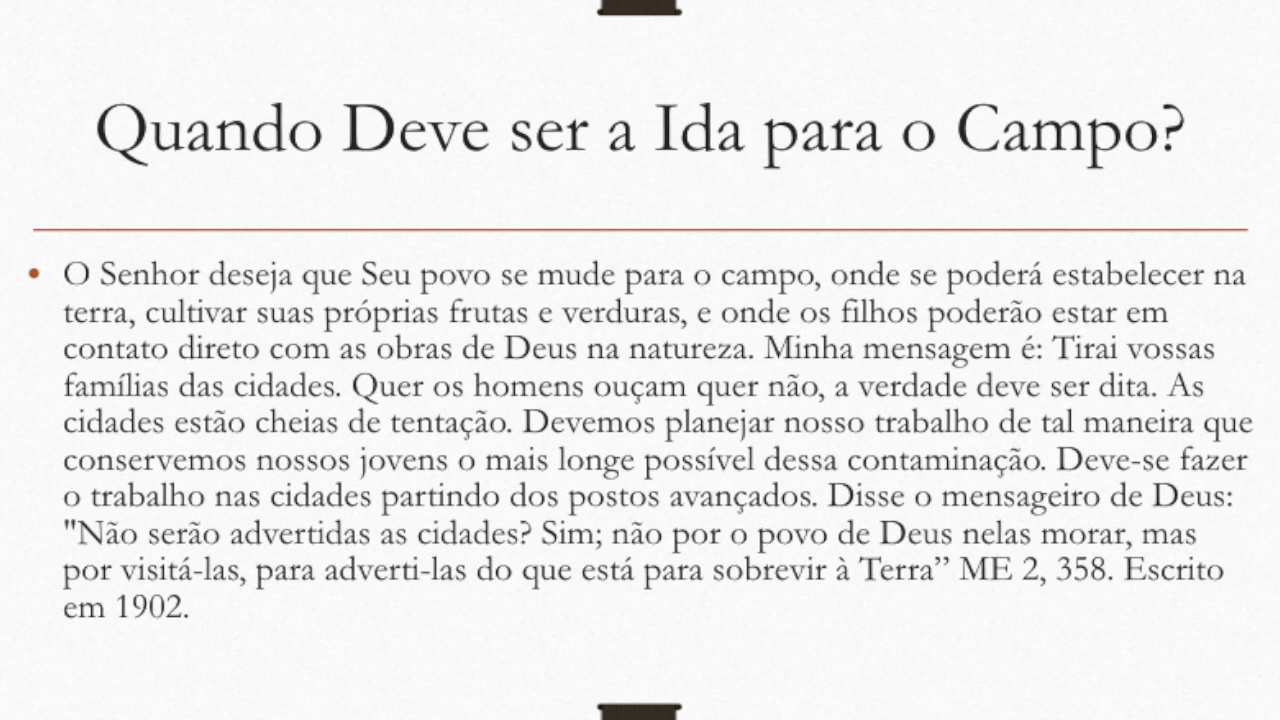 Quando Deve ser a Ida para o Campo?
• O Senhor deseja que Seu povo se mude para o campo, onde se poderá estabelecer na
terra, cultivar suas próprias frutas e verduras, e onde os filhos poderão estar em
contato direto com as obras de Deus na natureza. Minha mensagem é: Tirai vossas
famílias das cidades. Quer os homens ouçam quer não, a verdade deve ser dita. As
cidades estão cheias de tentação. Devemos planejar nosso trabalho de tal maneira que
conservemos nossos jovens o mais longe possível dessa contaminação. Deve-se fazer
o trabalho nas cidades partindo dos postos avançados. Disse o mensageiro de Deus:
"Não serão advertidas as cidades? Sim; não por o povo de Deus nelas morar, mas
por visitá-las, para adverti-las do que está para sobrevir à Terra” ME 2, 358. Escrito
em 1902.